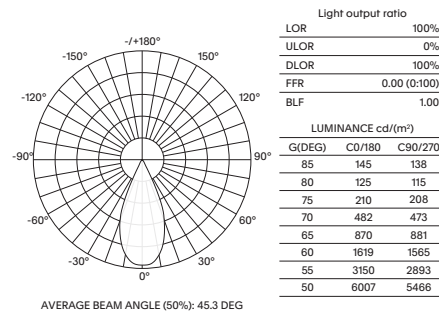 -/+180°
-150°
150°
-120°
120°
-90°
90°
-60°
60°
-30°
30°
0°
AVERAGE BEAM ANGLE (50%): 45.3 DEG
Light output ratio
LOR 100%
ULOR 0%
DLOR 100%
FFR 0.00 (0:100)
BLF 1.00
LUMINANCE cd/(m²)
G(DEG) C0/180 C90/270
85 145 138
80 125 115
75 210 208
70 482 473
65 870 881
60 1619 1565
55 3150 2893
50 6007 5466